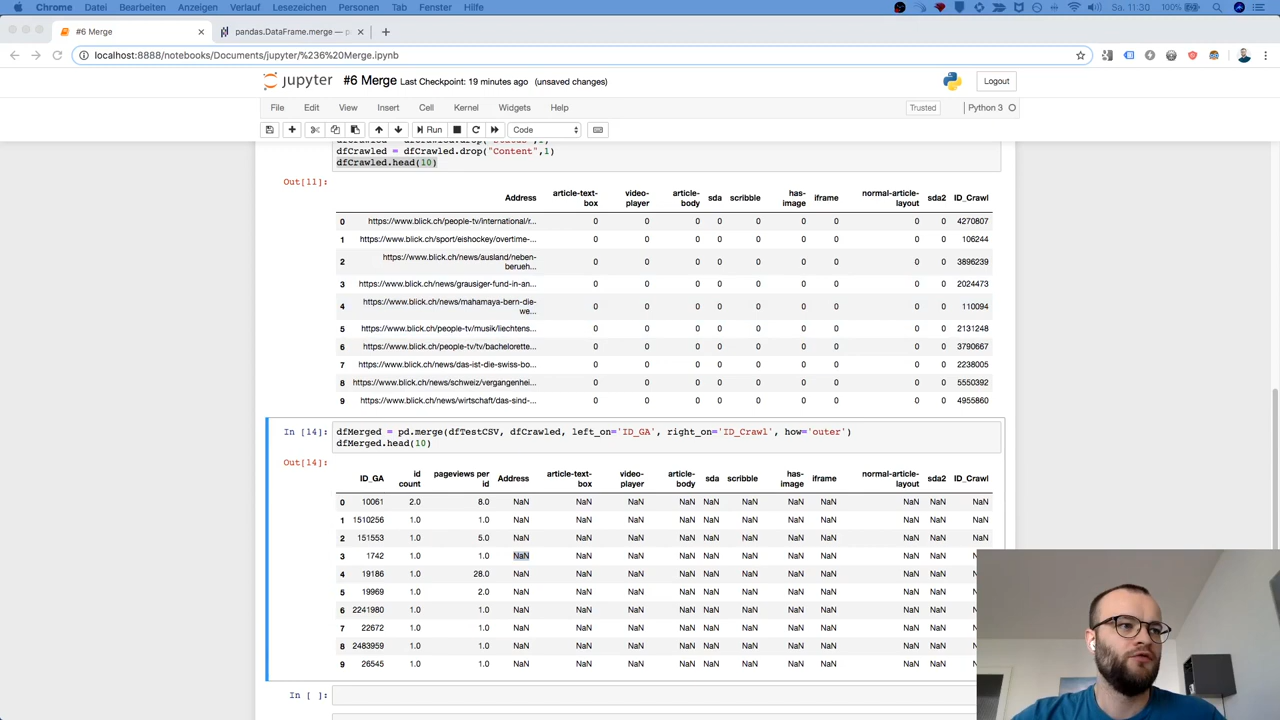 Chrome Datei Bearbeiten Anzeigen Verlauf Lesezeichen Personen Tab Fenster Hilfe 100% Sa. 11:30
#6 Merge pandas.DataFrame.merge — p
localhost:8888/notebooks/Documents/jupyter/%236%20Merge.ipynb
jupyter #6 Merge Last Checkpoint: 19 minutes ago (unsaved changes) Logout
File Edit View Insert Cell Kernel Widgets Help Trusted Python 3
Run Code
dfCrawled = dfCrawled.drop("Content",1)
dfCrawled.head(10)
Out[11]:
Address article-text-box video-player article-body sda scribble has-image iframe normal-article-layout sda2 ID_Crawl
0 https://www.blick.ch/people-tv/international/r... 0 0 0 0 0 0 0 0 0 4270807
1 https://www.blick.ch/sport/eishockey/overtime-... 0 0 0 0 0 0 0 0 0 106244
2 https://www.blick.ch/news/ausland/neben-berueh... 0 0 0 0 0 0 0 0 0 3896239
3 https://www.blick.ch/news/grausiger-fund-in-an... 0 0 0 0 0 0 0 0 0 2024473
4 https://www.blick.ch/news/mahamaya-bern-die-we... 0 0 0 0 0 0 0 0 0 110094
5 https://www.blick.ch/people-tv/musik/liechtens... 0 0 0 0 0 0 0 0 0 2131248
6 https://www.blick.ch/people-tv/tv/bachelorette... 0 0 0 0 0 0 0 0 0 3790667
7 https://www.blick.ch/news/das-ist-die-swiss-bo... 0 0 0 0 0 0 0 0 0 2238005
8 https://www.blick.ch/news/schweiz/vergangenhei... 0 0 0 0 0 0 0 0 0 5550392
9 https://www.blick.ch/news/wirtschaft/das-sind-... 0 0 0 0 0 0 0 0 0 4955860
In [14]: dfMerged = pd.merge(dfTestCSV, dfCrawled, left_on='ID_GA', right_on='ID_Crawl', how='outer')
dfMerged.head(10)
Out[14]:
ID_GA id count pageviews per id Address article-text-box video-player article-body sda scribble has-image iframe normal-article-layout sda2 ID_Crawl
0 10061 2.0 8.0 NaN NaN NaN NaN NaN NaN NaN NaN NaN NaN NaN
1 1510256 1.0 1.0 NaN NaN NaN NaN NaN NaN NaN NaN NaN NaN NaN
2 151553 1.0 5.0 NaN NaN NaN NaN NaN NaN NaN NaN NaN NaN NaN
3 1742 1.0 1.0 NaN NaN NaN NaN NaN NaN NaN NaN NaN NaN
4 19186 1.0 28.0 NaN NaN NaN NaN NaN NaN NaN NaN NaN NaN
5 19969 1.0 2.0 NaN NaN NaN NaN NaN NaN NaN NaN NaN NaN
6 2241980 1.0 1.0 NaN NaN NaN NaN NaN NaN NaN NaN NaN NaN
7 22672 1.0 1.0 NaN NaN NaN NaN NaN NaN NaN NaN NaN NaN
8 2483959 1.0 1.0 NaN NaN NaN NaN NaN NaN NaN NaN NaN NaN
9 26545 1.0 1.0 NaN NaN NaN NaN NaN NaN NaN NaN NaN NaN
In [ ]: